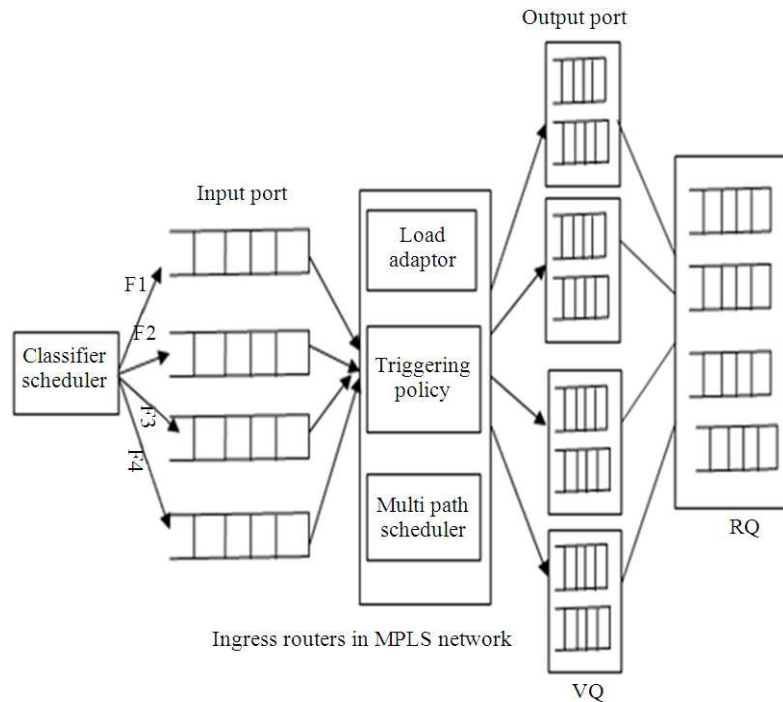 Output port
Input port
Load
adaptor
F1
F2
Classifier
scheduler
Triggering
policy
F3
F4
Multi path
scheduler
RQ
Ingress routers in MPLS network
VQ